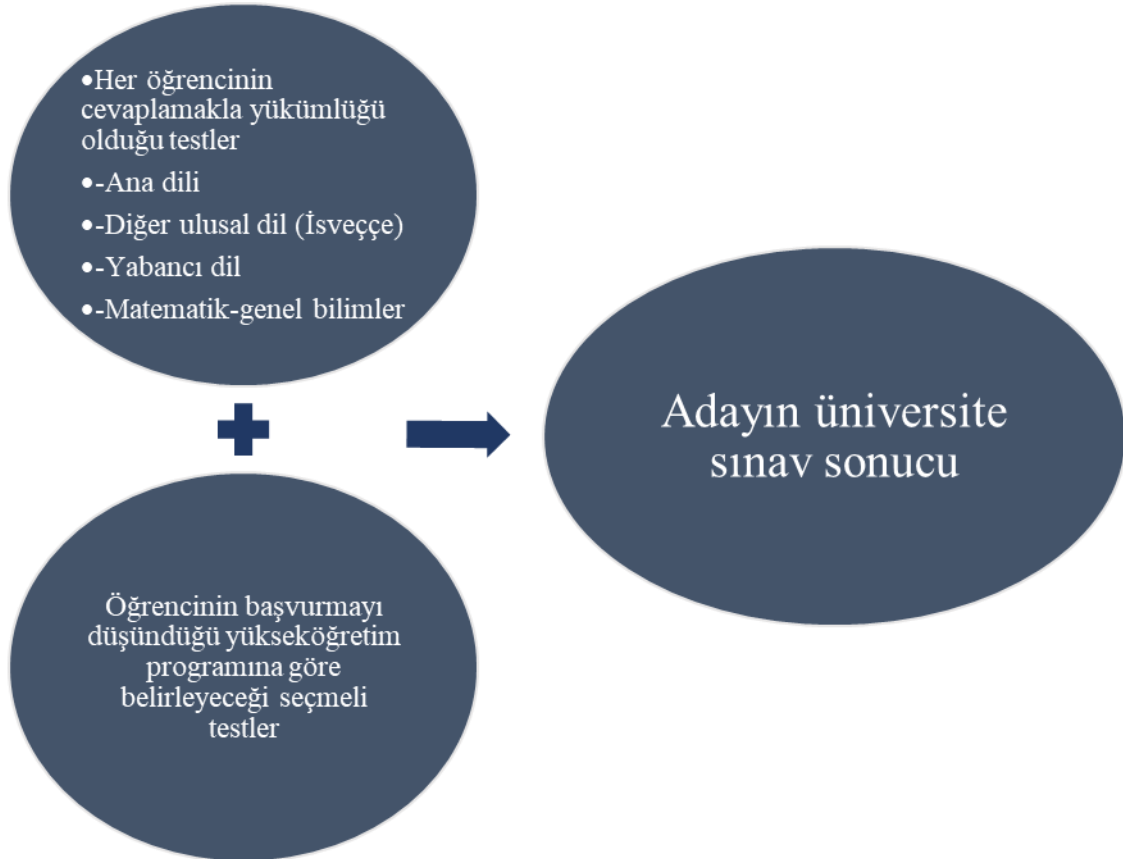 •Her öğrencinin
cevaplamakla yükümlüğü
olduğu testler
•-Ana dili
•-Diğer ulusal dil (İsveççe)
•-Yabancı dil
•-Matematik-genel bilimler
Öğrencinin başvurmayı
düşündüğü yükseköğretim
programına göre
belirleyeceği seçmeli
testler
Adayın üniversite
sınav sonucu